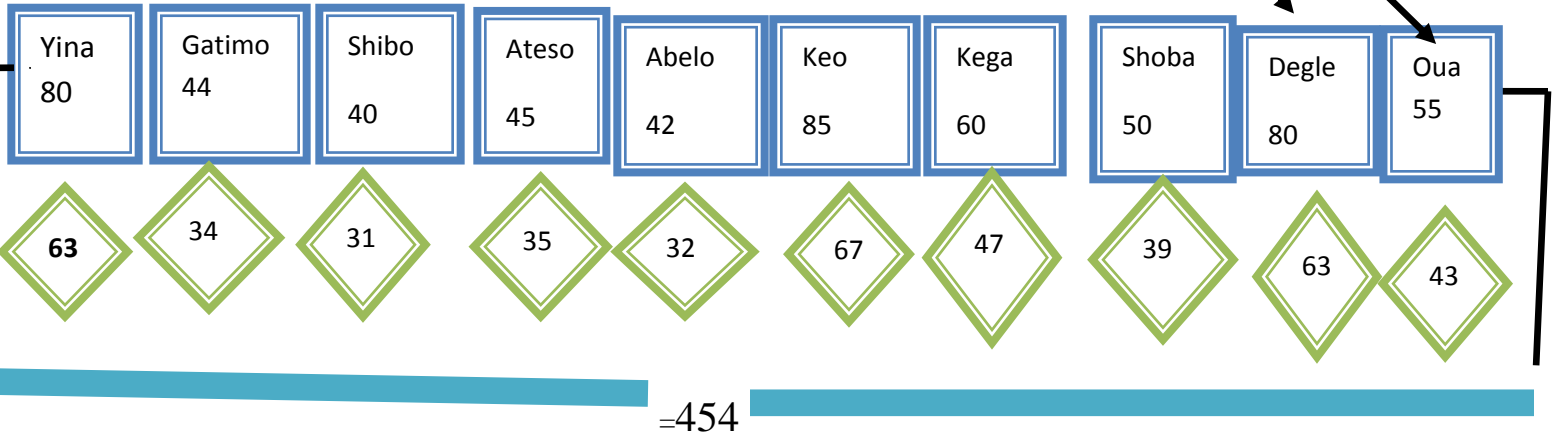 Yina
80
Gatimo
44
Shibo
40
Ateso
45
Abelo
42
Keo
85
Kega
60
Shoba
50
Degle
80
Oua
55
63
34
31
35
32
67
47
39
63
43
=454